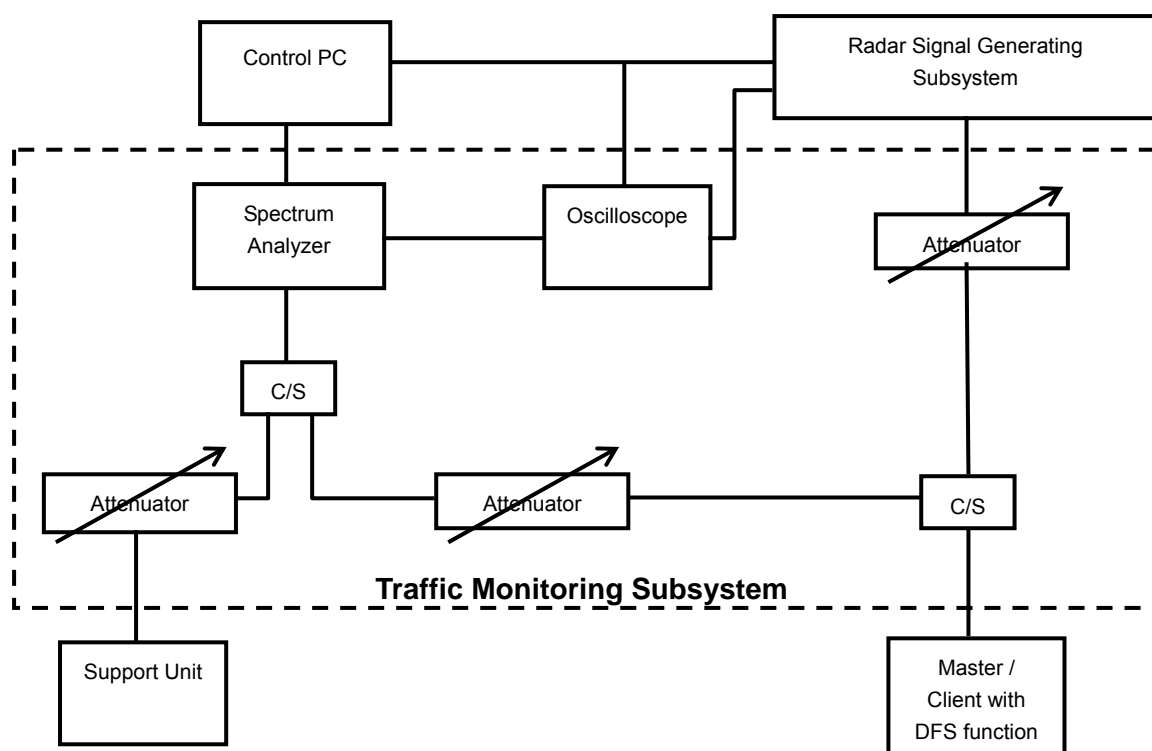 Control PC
Radar Signal Generating
Subsystem
Spectrum
Analyzer
Oscilloscope
Attenuator
C/S
Attenuator
Attenuator
C/S
Traffic Monitoring Subsystem
Support Unit
Master /
Client with
DFS function